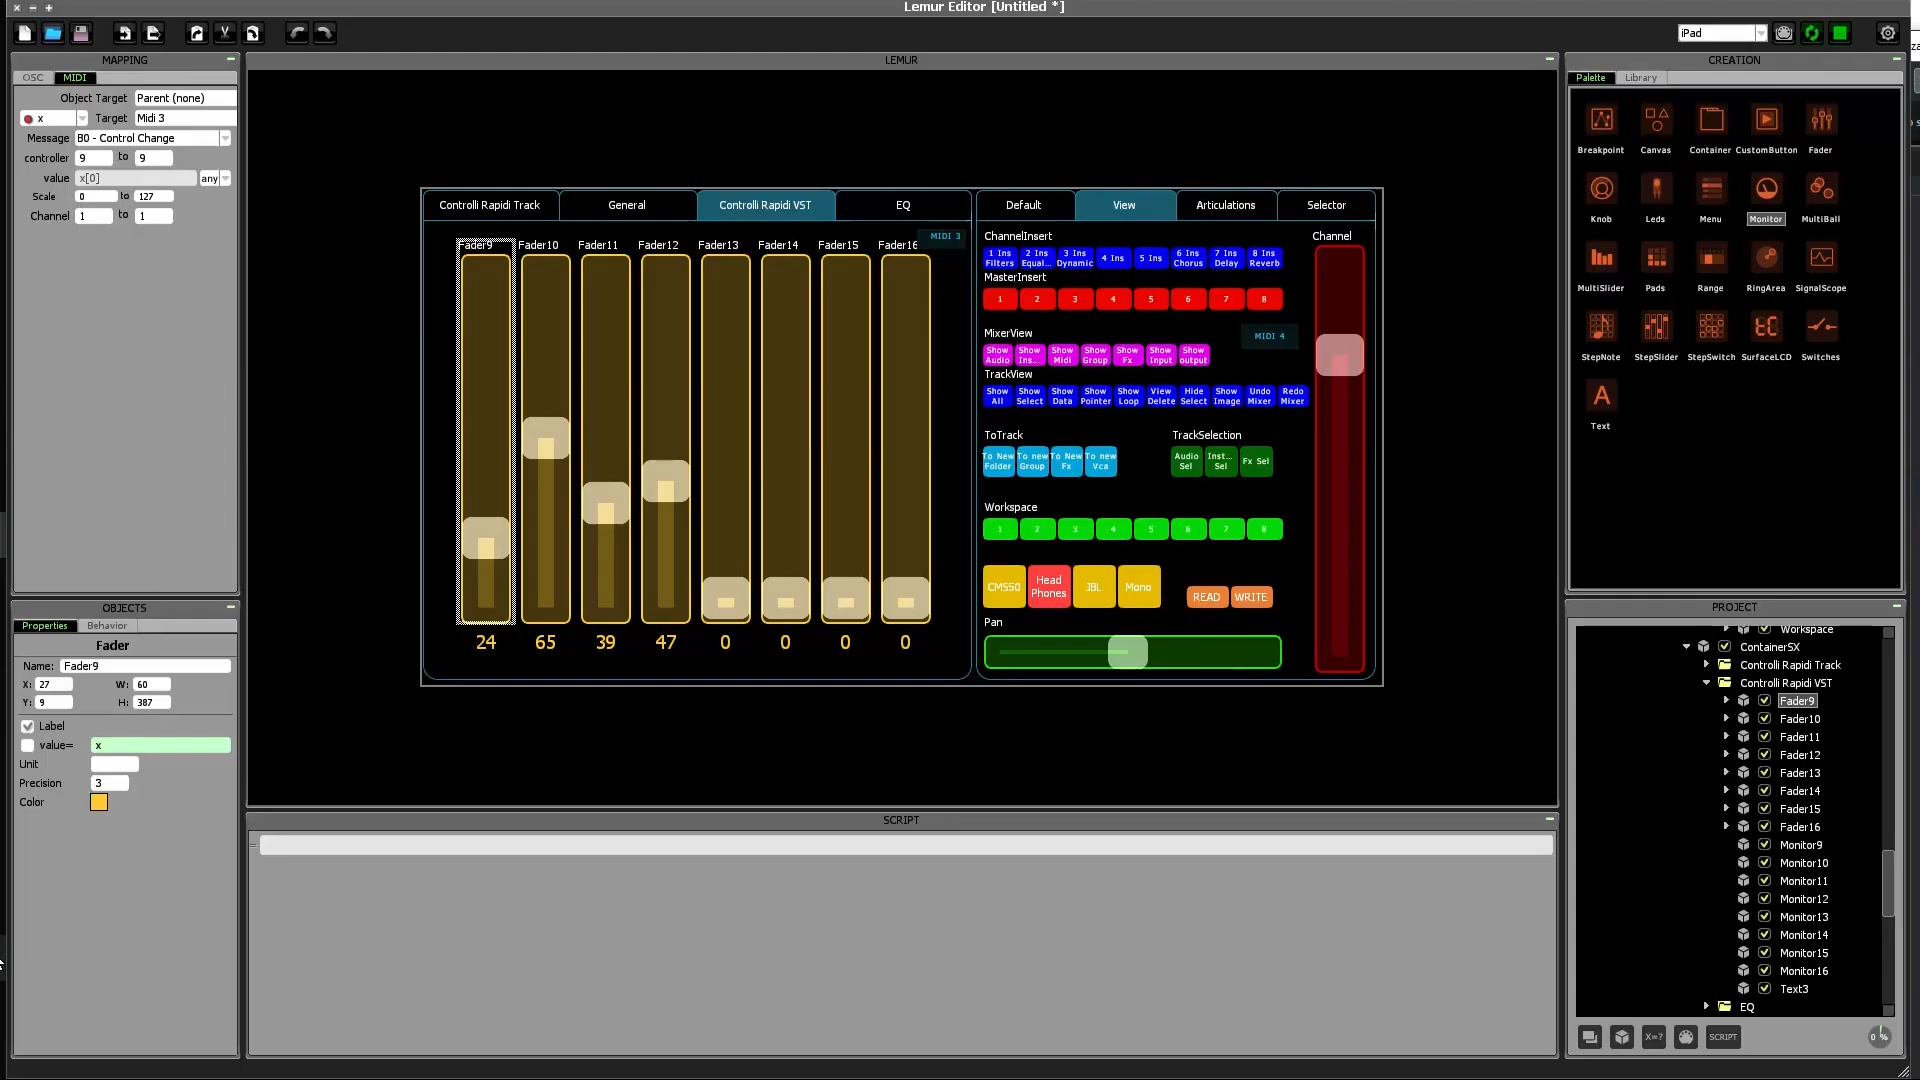 Lemur Editor [Untitled *]
iPad
MAPPING
OSC MIDI
Object Target Parent (none)
x Target Midi 3
Message B0 - Control Change
controller 9 to 9
value x[0] any
Scale 0 to 127
Channel 1 to 1
OBJECTS
Properties Behavior
Fader
Name: Fader9
X: 27 W: 60
Y: 9 H: 387
Label
value= x
Unit
Precision 3
Color
LEMUR
Controlli Rapidi Track General Controlli Rapidi VST EQ
MIDI 3
Fader9 Fader10 Fader11 Fader12 Fader13 Fader14 Fader15 Fader16
24 65 39 47 0 0 0 0
Default View Articulations Selector
ChannelInsert Channel
1 Ins Filters 2 Ins Equal... 3 Ins Dynamic 4 Ins 5 Ins 6 Ins Chorus 7 Ins Delay 8 Ins Reverb
MasterInsert
1 2 3 4 5 6 7 8
MixerView MIDI 4
Show Audio Show Ins... Show Midi Show Group Show Fx Show Input Show output
TrackView
Show All Show Select Show Data Show Pointer Show Loop View Delete Hide Select Show Image Undo Mixer Redo Mixer
ToTrack TrackSelection
To New Folder To new Group To New Fx To new Vca Audio Sel Inst... Sel Fx Sel
Workspace
1 2 3 4 5 6 7 8
CMS50 Head Phones JBL Mono READ WRITE
Pan
SCRIPT
=
CREATION
Palette Library
Breakpoint Canvas Container CustomButton Fader
Knob Leds Menu Monitor MultiBall
MultiSlider Pads Range RingArea SignalScope
StepNote StepSlider StepSwitch SurfaceLCD Switches
A
Text
PROJECT
Workspace
ContainerSX
Controlli Rapidi Track
Controlli Rapidi VST
Fader9
Fader10
Fader11
Fader12
Fader13
Fader14
Fader15
Fader16
Monitor9
Monitor10
Monitor11
Monitor12
Monitor13
Monitor14
Monitor15
Monitor16
Text3
EQ
X=? SCRIPT 0 %